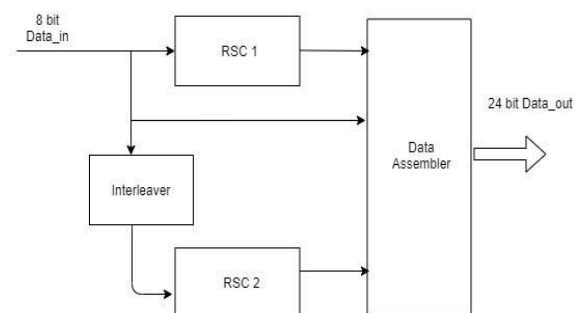 8 bit
Data_in
RSC 1
24 bit Data_out
Data
Assembler
Interleaver
RSC 2